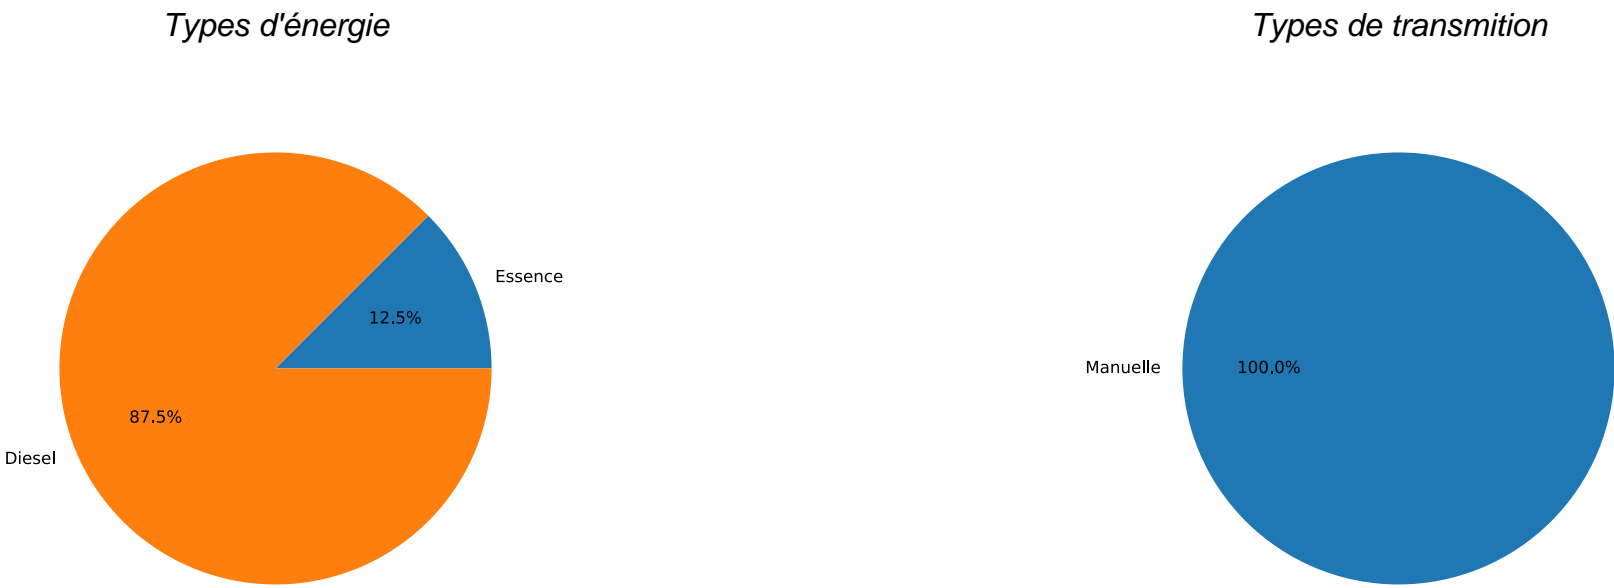 Types d'énergie
Types de transmition
Essence
12.5%
87.5%
Diesel
Manuelle
100.0%